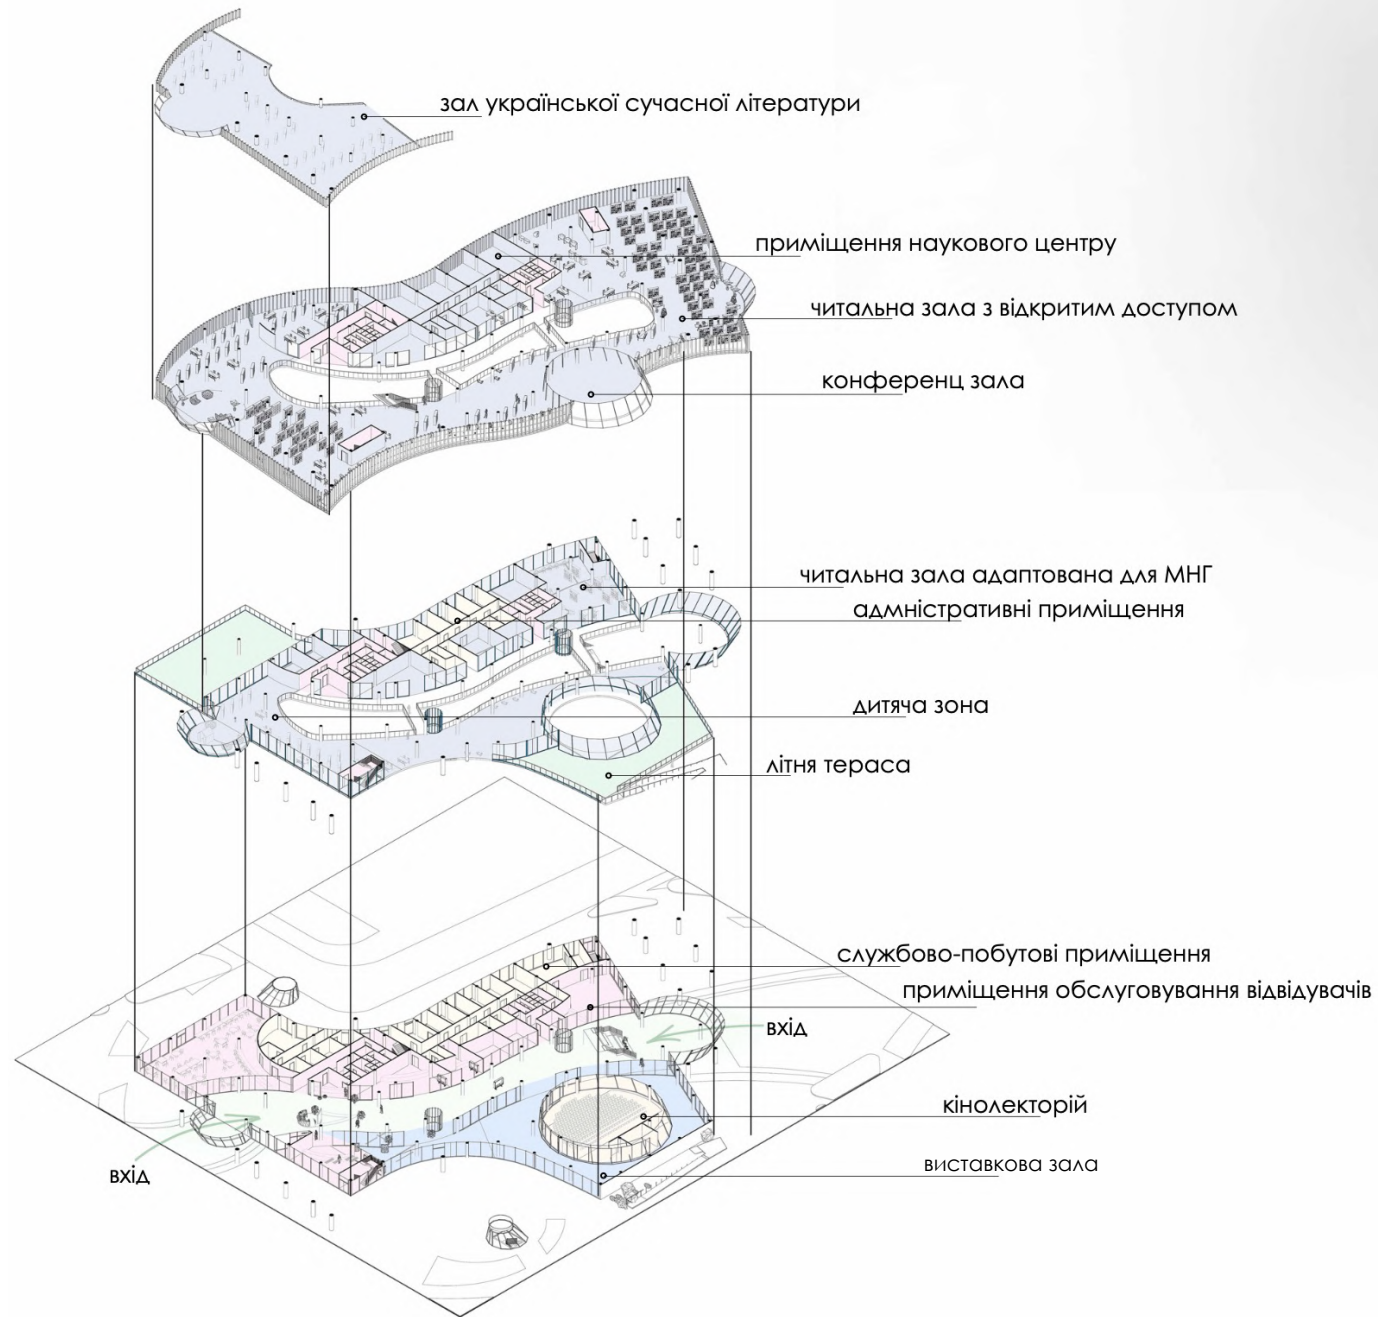 зал української сучасної літератури
приміщення наукового центру
читальна зала з відкритим доступом
конференц зала
читальна зала адаптована для МНГ
адмністративні приміщення
дитяча зона
літня тераса
службово-побутові приміщення
приміщення обслуговування відвідувачів
вхід
кінолекторій
виставкова зала
вхід